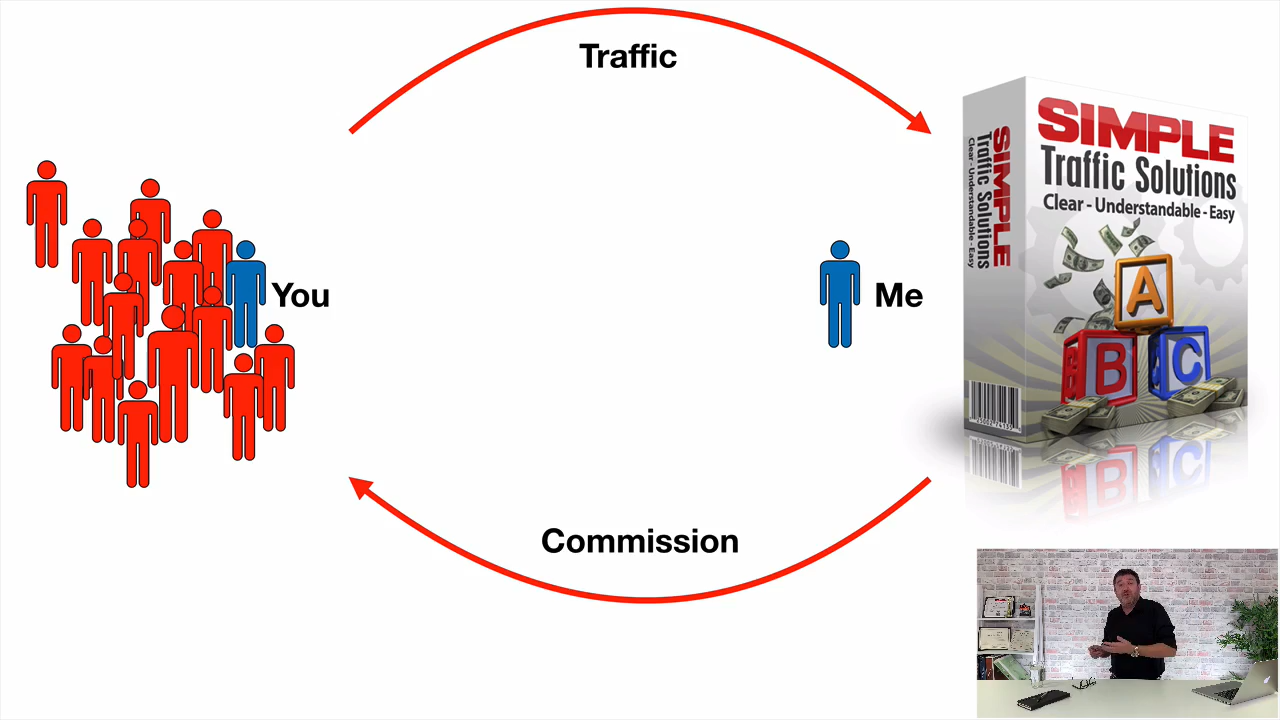 Traffic
SIMPLE
Traffic Solutions
Clear - Understandable - Easy
SIMPLE
Traffic Solutions
Clear - Understandable - Easy
A
B
C
You
Me
Commission